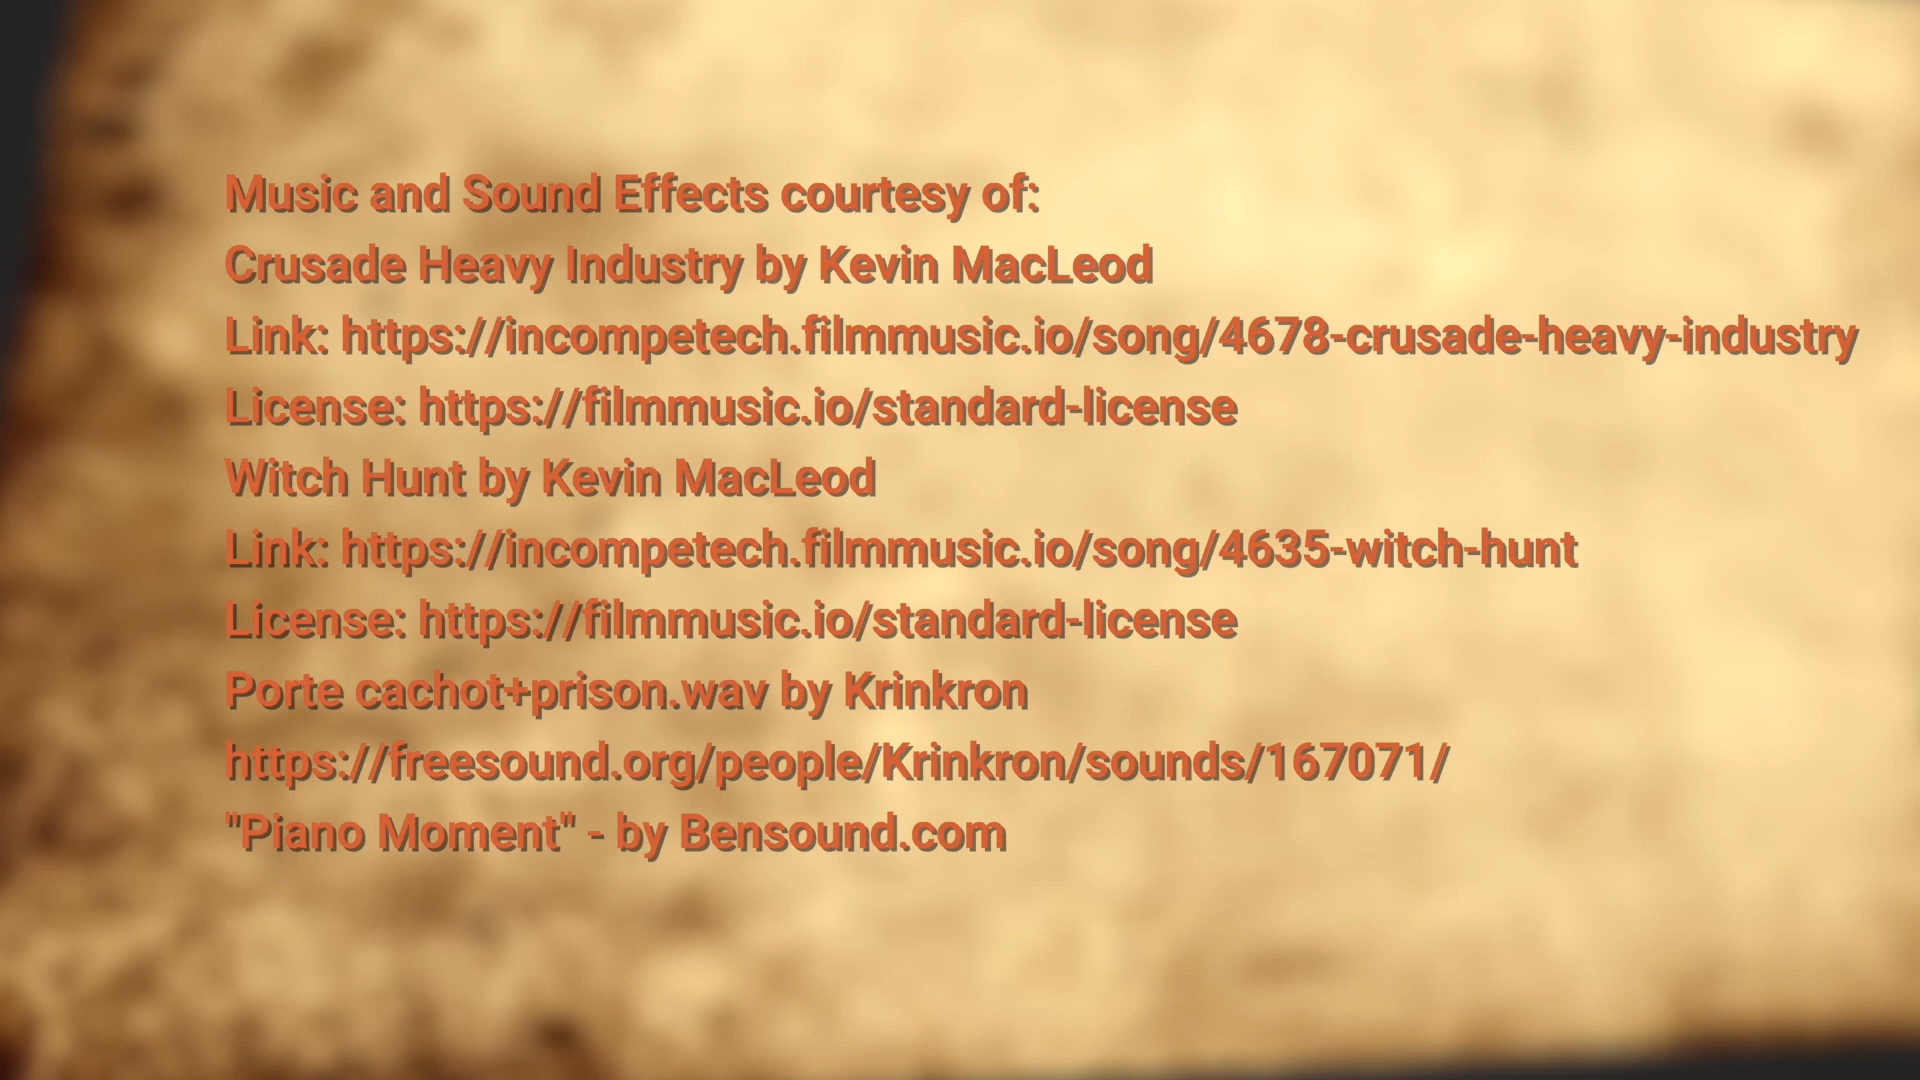 Music and Sound Effects courtesy of:
Crusade Heavy Industry by Kevin MacLeod
Link: https://incompetech.filmmusic.io/song/4678-crusade-heavy-industry
License: https://filmmusic.io/standard-license
Witch Hunt by Kevin MacLeod
Link: https://incompetech.filmmusic.io/song/4635-witch-hunt
License: https://filmmusic.io/standard-license
Porte cachot+prison.wav by Krinkron
https://freesound.org/people/Krinkron/sounds/167071/
"Piano Moment" - by Bensound.com